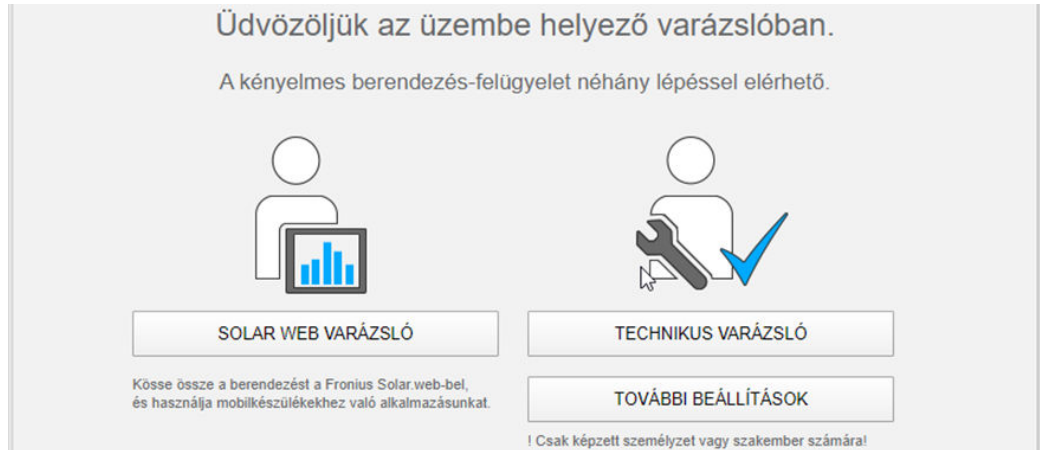 Üdvözöljük az üzembe helyező varázslóban.
A kényelmes berendezés-felügyelet néhány lépéssel elérhető.
SOLAR WEB VARÁZSLÓ
Kösse össze a berendezést a Fronius Solar.web-bel,
és használja mobilkészülékekhez való alkalmazásunkat.
TECHNIKUS VARÁZSLÓ
TOVÁBBI BEÁLLÍTÁSOK
! Csak képzett személyzet vagy szakember számára!